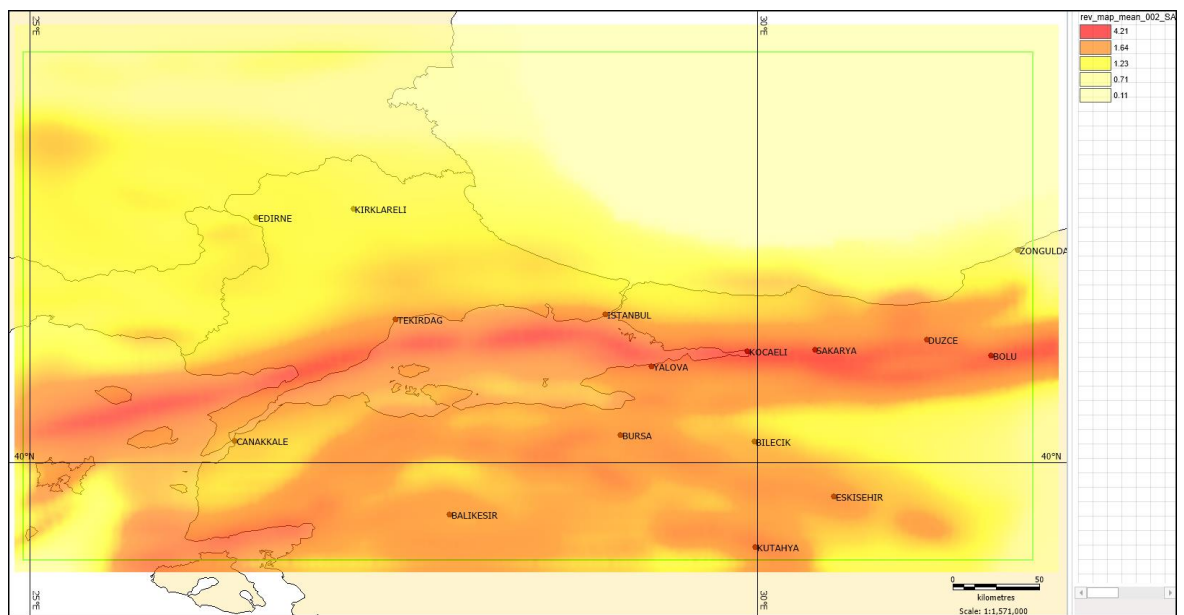 25°E
30°E
rev_map_mean_002_SA
4.21
1.64
1.23
0.71
0.11
KIRKLARELI
EDIRNE
ZONGULDA
ISTANBUL
TEKIRDAG
DUZCE
KOCAELI
SAKARYA
BOLU
YALOVA
BURSA
CANAKKALE
BILECIK
40°N
40°N
ESKISEHIR
BALIKESIR
KUTAHYA
0
50
kilometres
25°E
30°E
Scale: 1:1,571,000